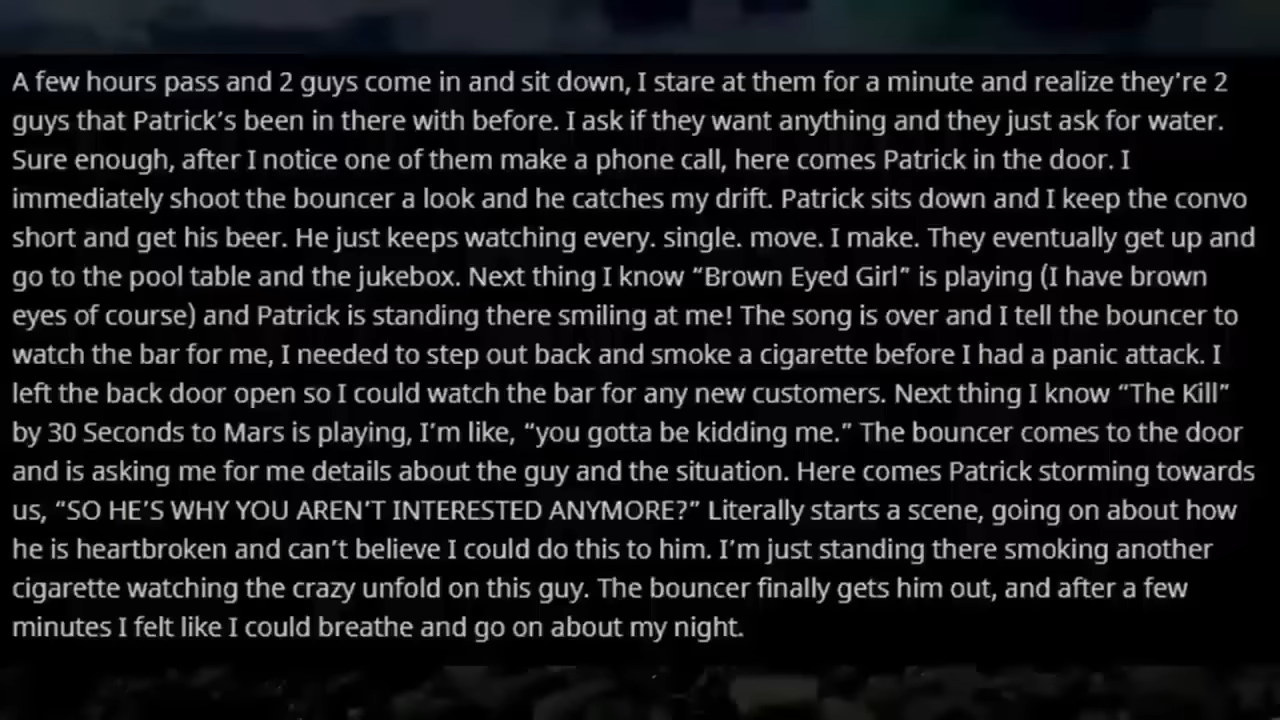 A few hours pass and 2 guys come in and sit down, I stare at them for a minute and realize they're 2
guys that Patrick's been in there with before. I ask if they want anything and they just ask for water.
Sure enough, after I notice one of them make a phone call, here comes Patrick in the door. I
immediately shoot the bouncer a look and he catches my drift. Patrick sits down and I keep the convo
short and get his beer. He just keeps watching every. single. move. I make. They eventually get up and
go to the pool table and the jukebox. Next thing I know “Brown Eyed Girl” is playing (I have brown
eyes of course) and Patrick is standing there smiling at me! The song is over and I tell the bouncer to
watch the bar for me, I needed to step out back and smoke a cigarette before I had a panic attack. I
left the back door open so I could watch the bar for any new customers. Next thing I know “The Kill”
by 30 Seconds to Mars is playing, I'm like, “you gotta be kidding me.” The bouncer comes to the door
and is asking me for me details about the guy and the situation. Here comes Patrick storming towards
us, “SO HE'S WHY YOU AREN'T INTERESTED ANYMORE?” Literally starts a scene, going on about how
he is heartbroken and can't believe I could do this to him. I'm just standing there smoking another
cigarette watching the crazy unfold on this guy. The bouncer finally gets him out, and after a few
minutes I felt like I could breathe and go on about my night.